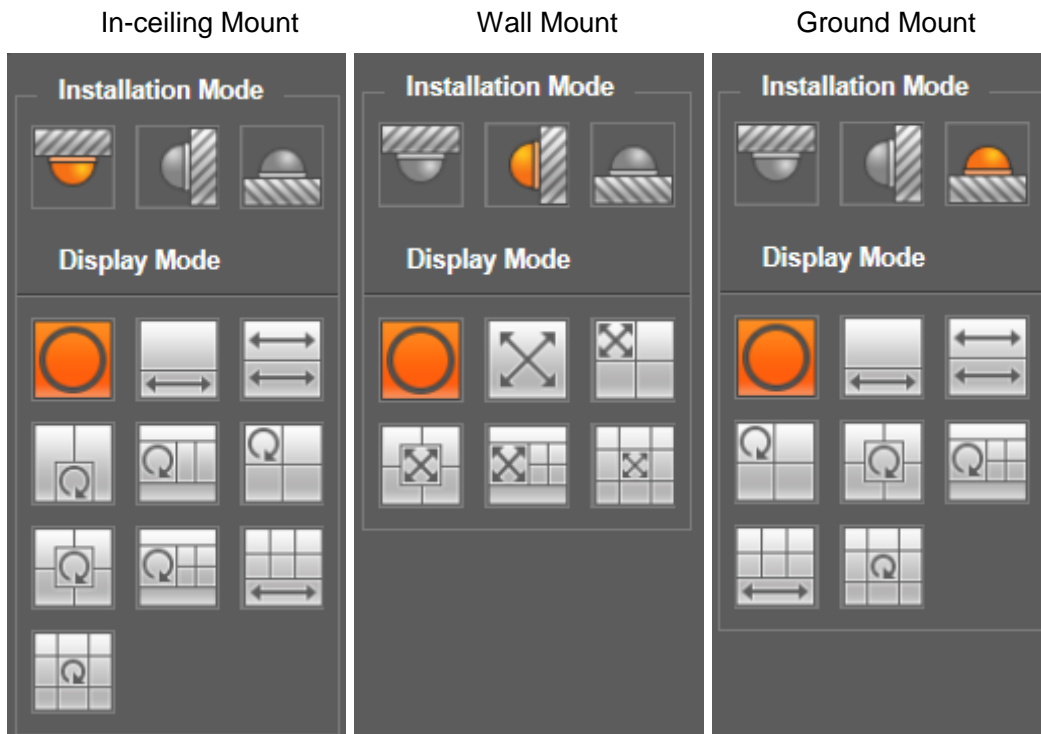 In-ceiling Mount
Wall Mount
Ground Mount
Installation Mode
Installation Mode
Installation Mode
Display Mode
Display Mode
Display Mode